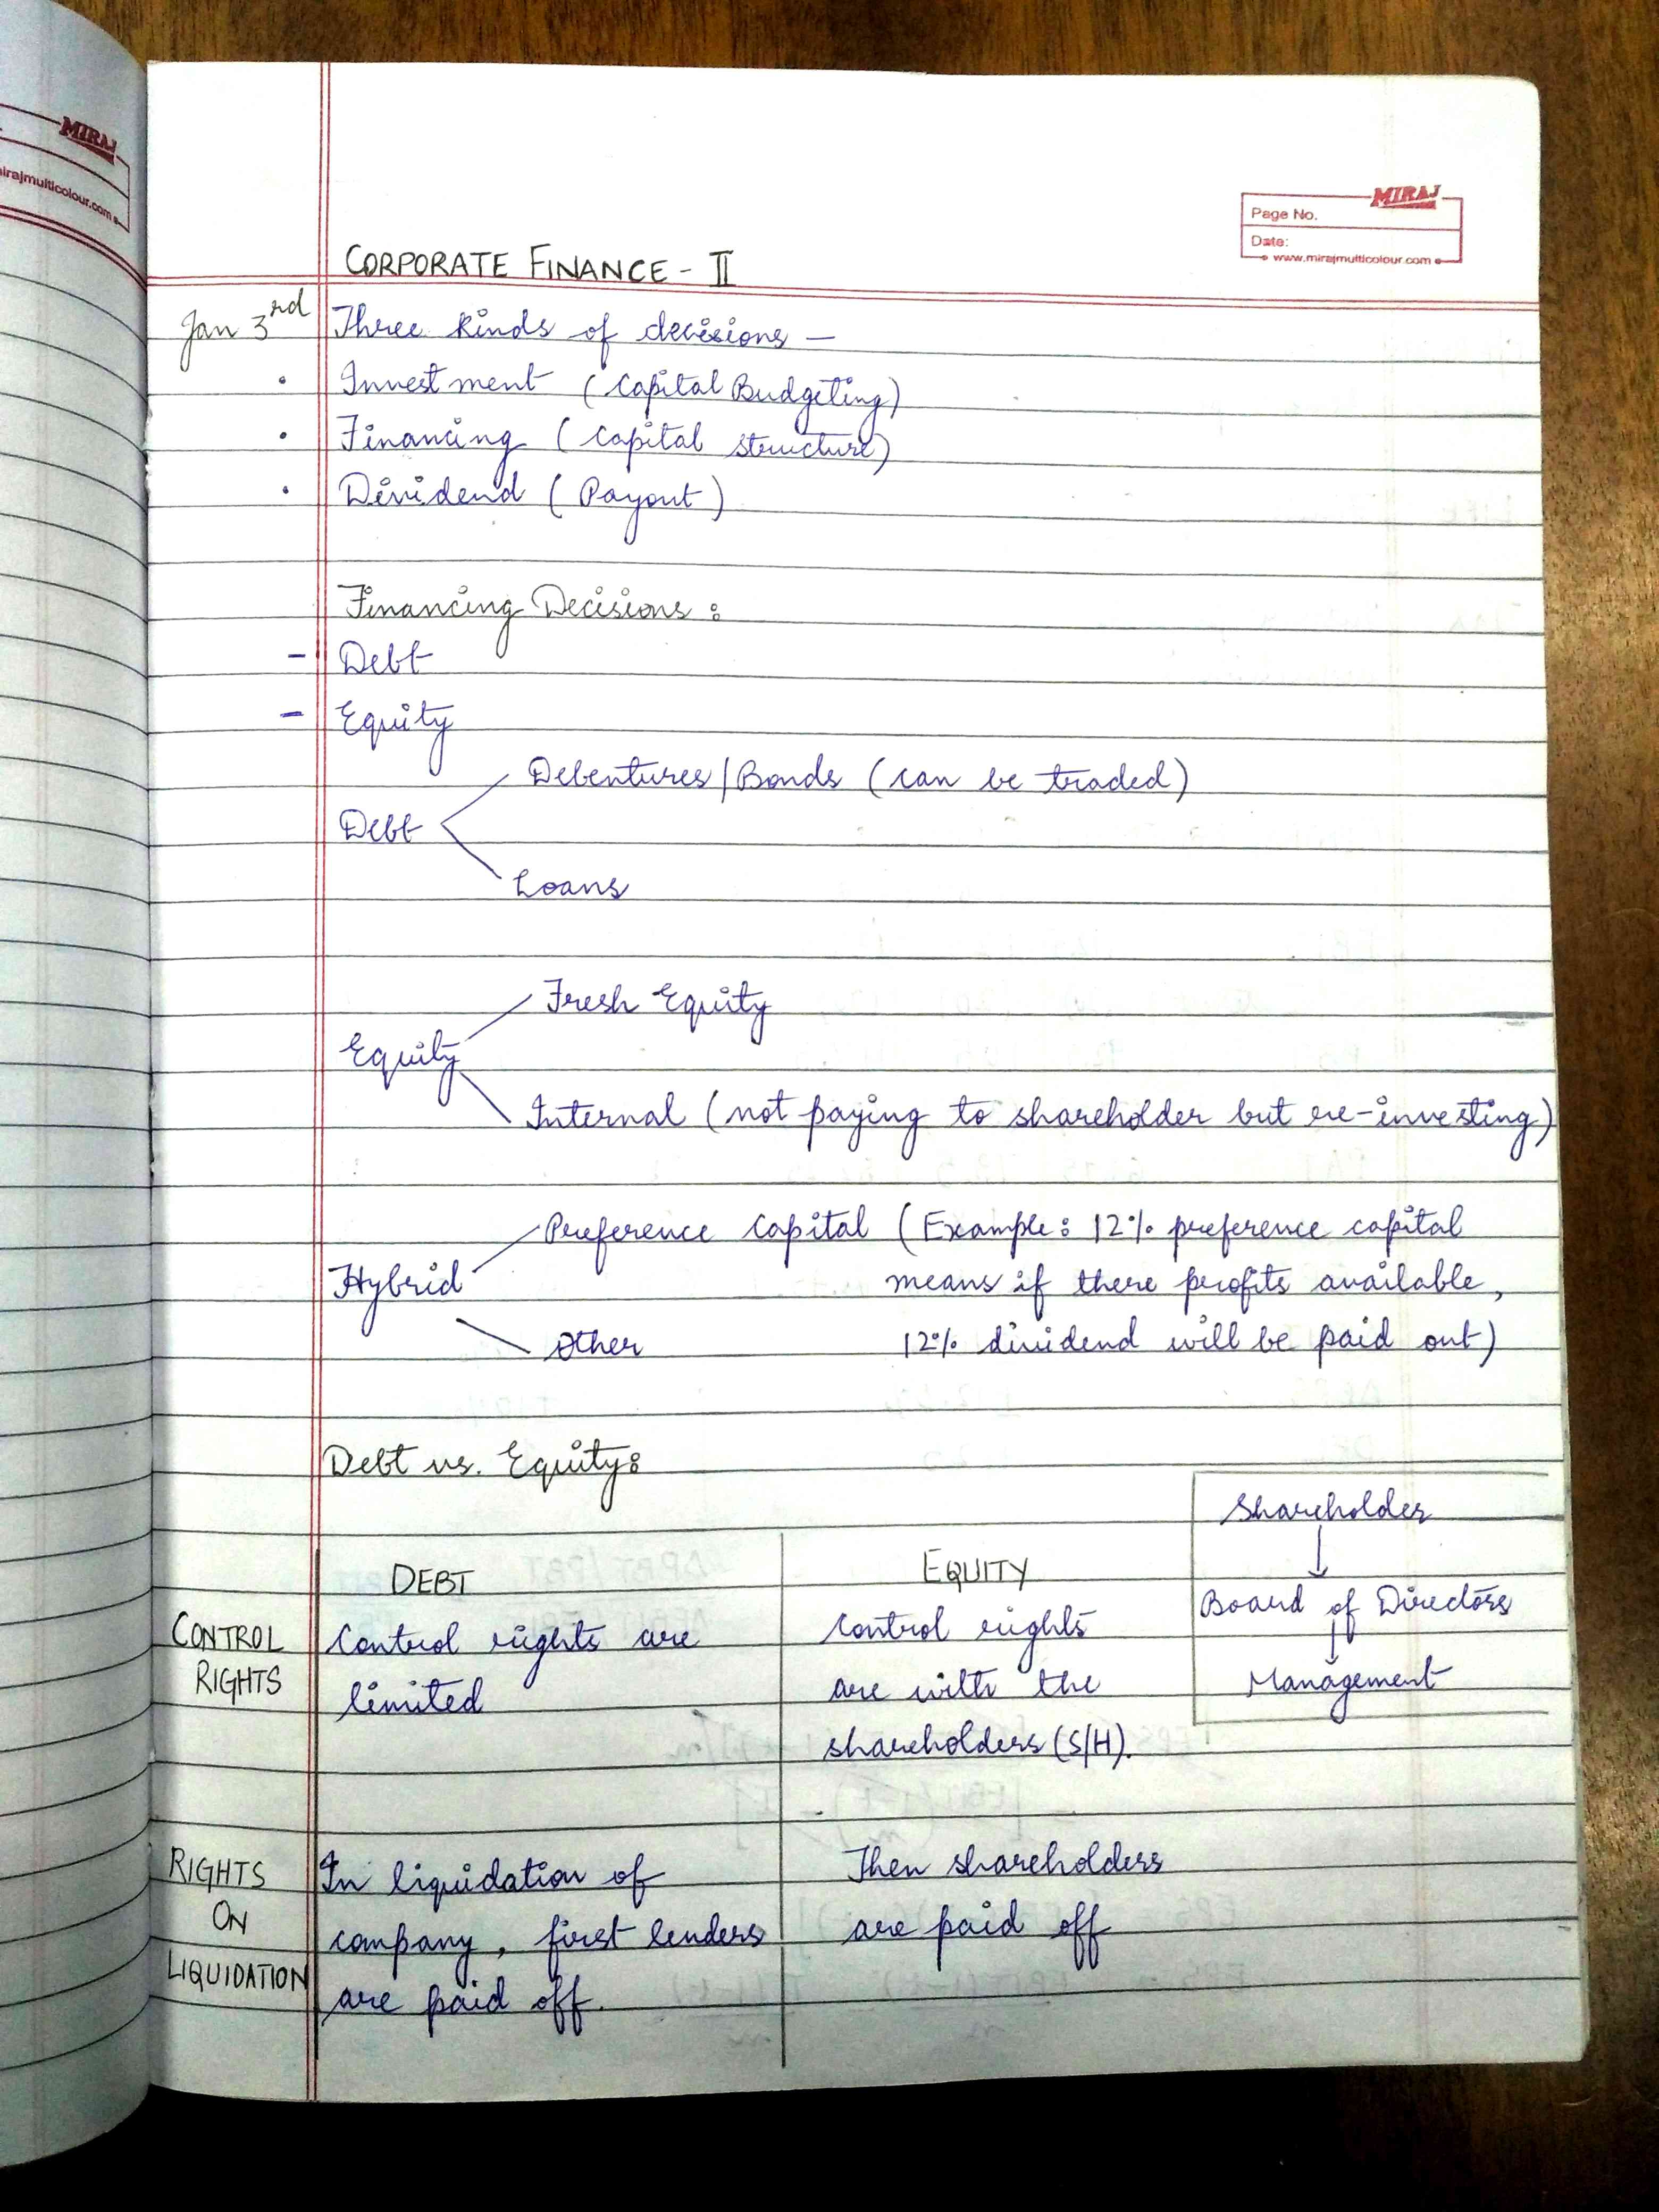 MIRAJ
irajmulticolour.com
MIRAJ
Page No.
Date:
www.mirajmulticolour.com
CORPORATE FINANCE - II
Jan 3rd Three kinds of decisions —
• Investment (Capital Budgeting)
• Financing (Capital structure)
• Dividend (Payout)
Financing Decisions:
- Debt
- Equity
Debentures/Bonds (can be traded)
Debt
Loans
Fresh Equity
Equity
Internal (not paying to shareholder but re-investing)
Preference Capital (Example: 12% preference capital
Hybrid means if there profits available,
Other 12% dividend will be paid out)
Debt vs. Equity:
Shareholder
DEBT EQUITY
Board of Directors
CONTROL Control rights are Control rights
RIGHTS limited are with the Management
shareholders (S/H).
RIGHTS In liquidation of Then shareholders
ON company, first lenders are paid off
LIQUIDATION are paid off.